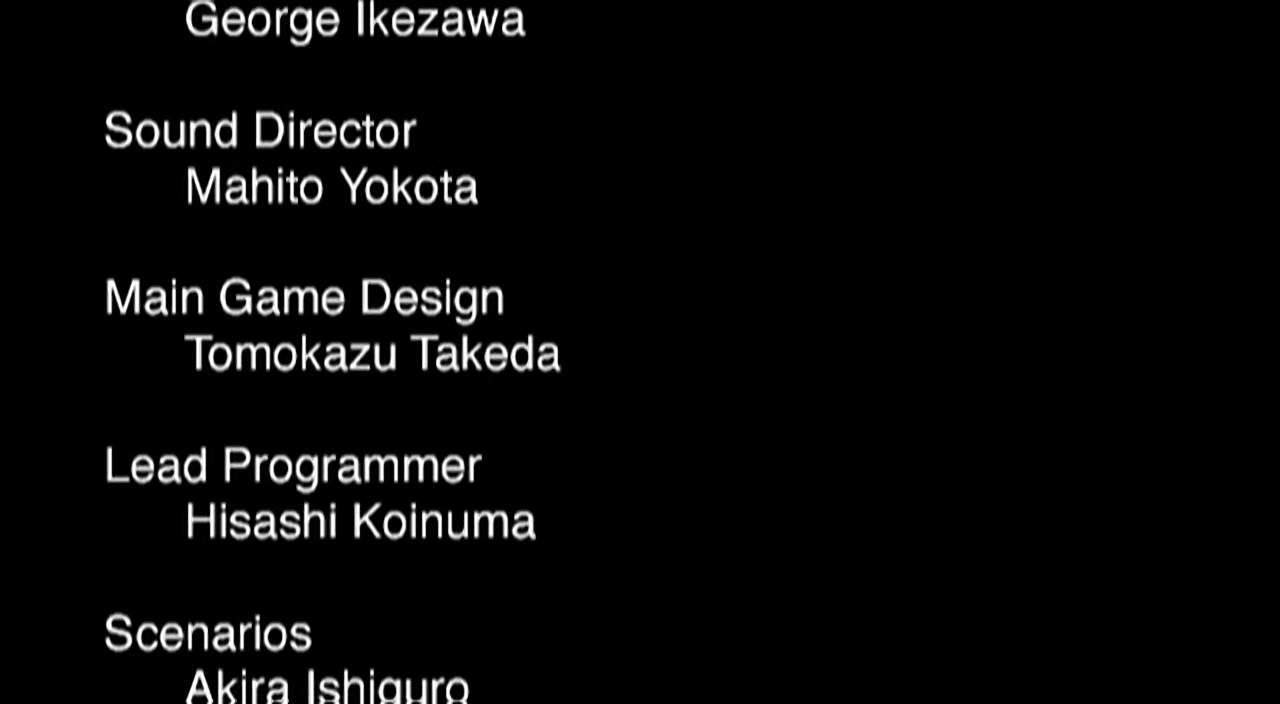 George Ikezawa
Sound Director
Mahito Yokota
Main Game Design
Tomokazu Takeda
Lead Programmer
Hisashi Koinuma
Scenarios
Akira Ishiguro